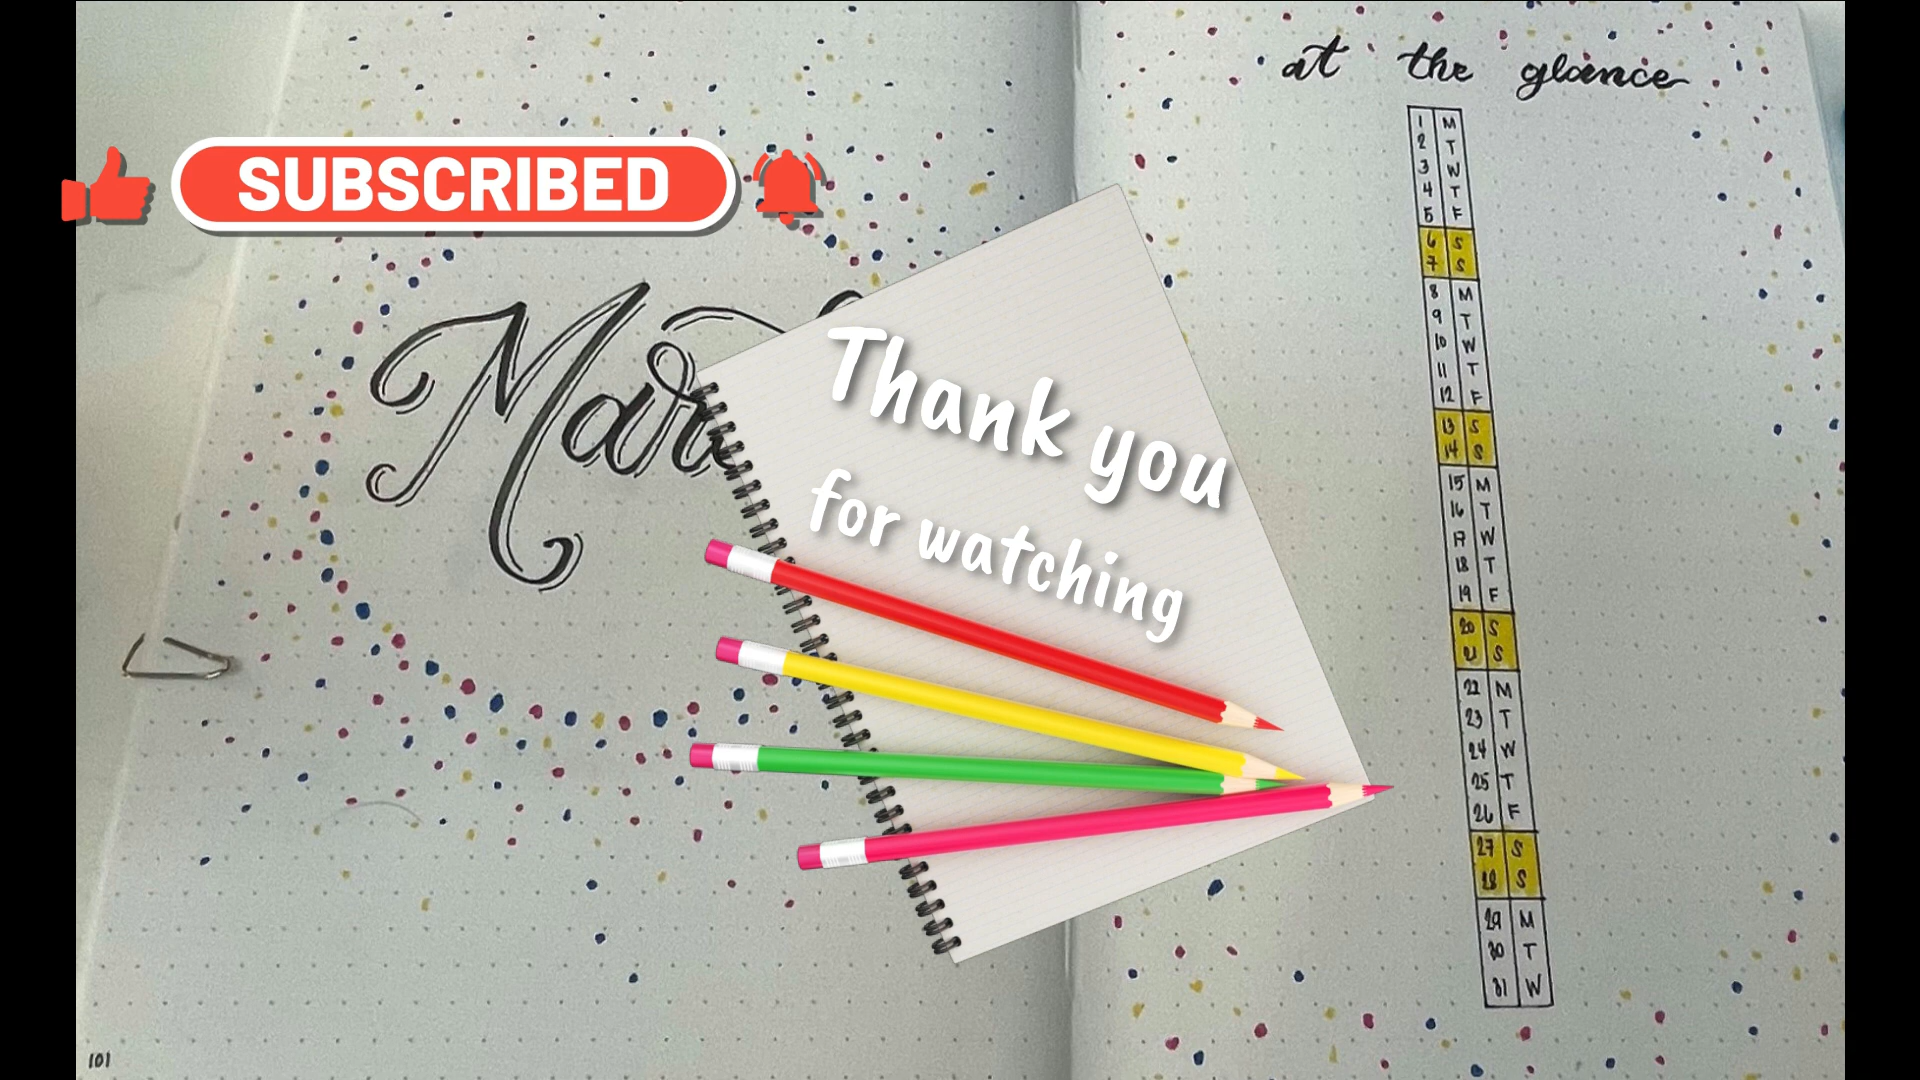 at the glance
SUBSCRIBED
Thank you
for watching
1 M
2 T
3 W
4 T
5 F
6 S
7 S
8 M
9 T
10 W
11 T
12 F
13 S
14 S
15 M
16 T
17 W
18 T
19 F
20 S
21 S
22 M
23 T
24 W
25 T
26 F
27 S
28 S
29 M
30 T
31 W
101